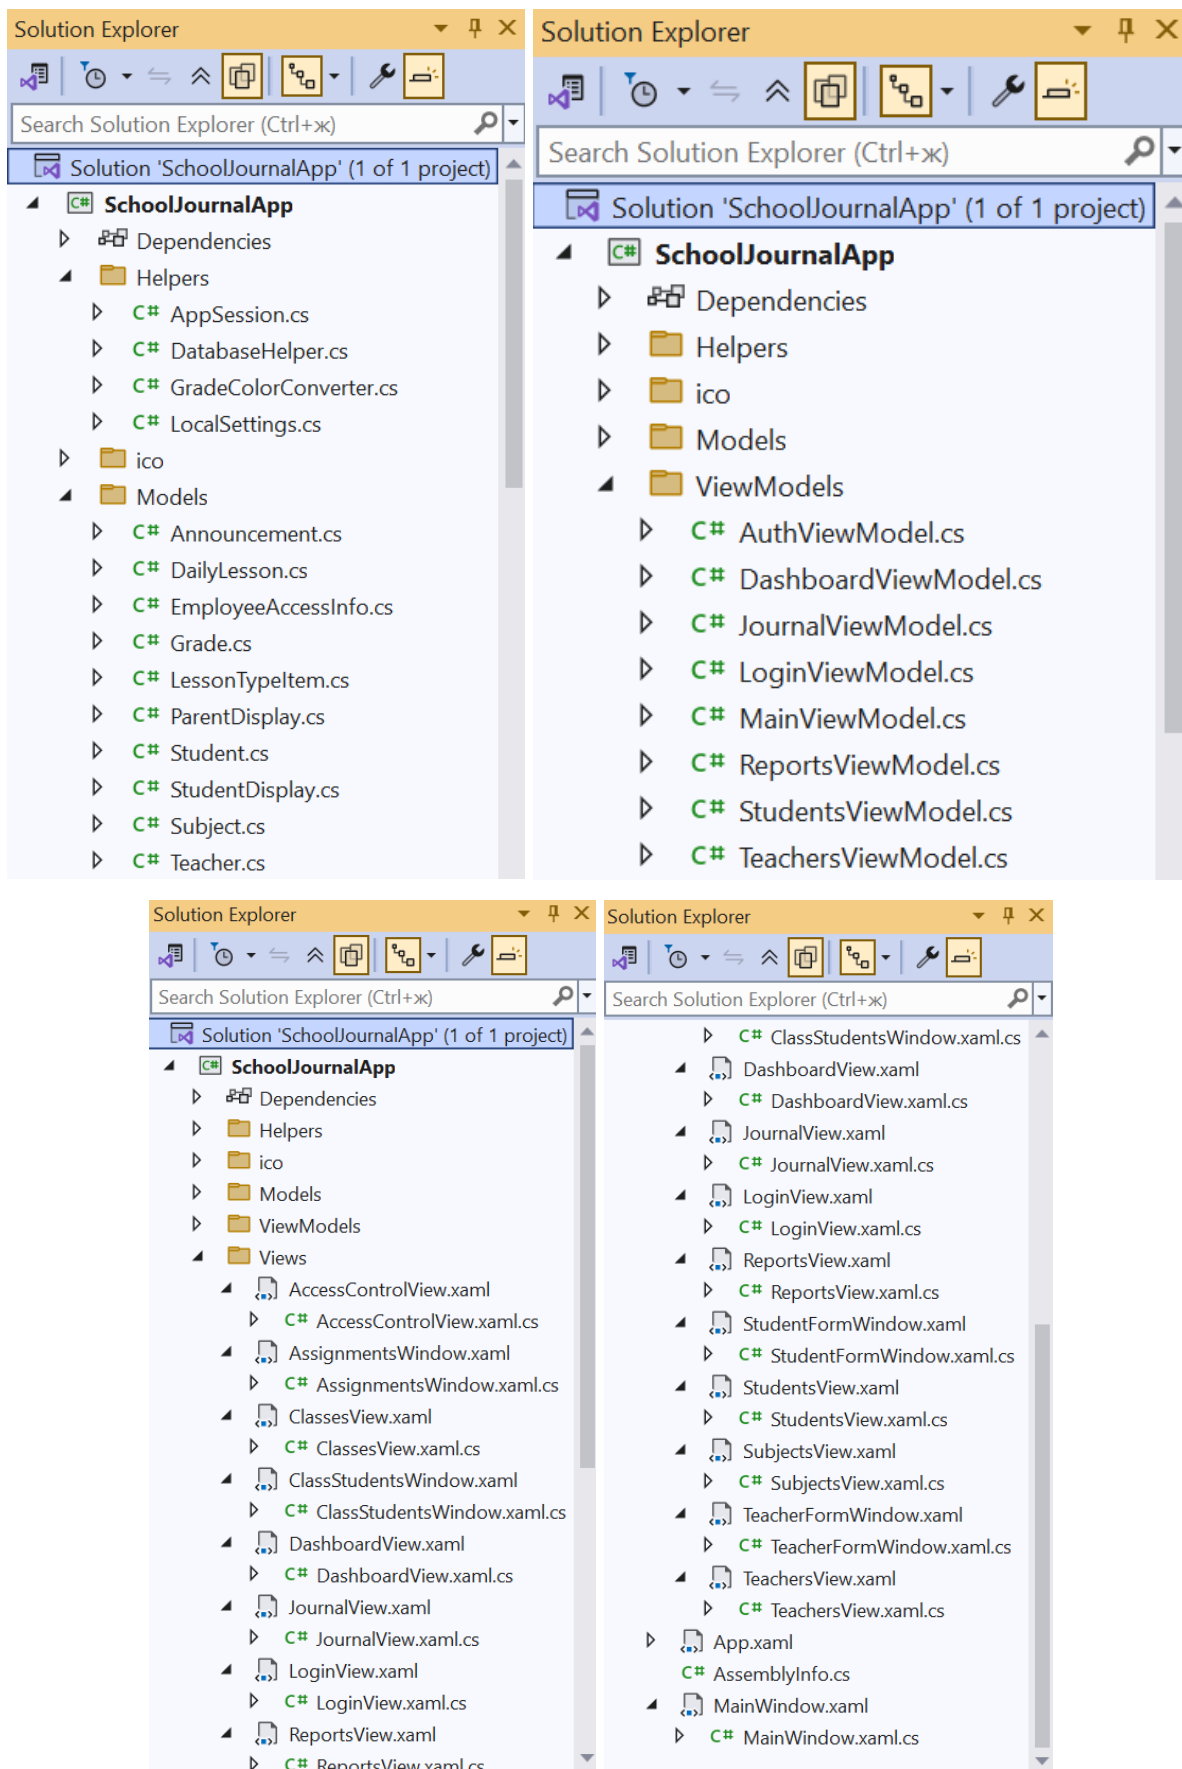 Solution Explorer
Search Solution Explorer (Ctrl+ж)
Solution 'SchoolJournalApp' (1 of 1 project)
C# SchoolJournalApp
Dependencies
Helpers
C# AppSession.cs
C# DatabaseHelper.cs
C# GradeColorConverter.cs
C# LocalSettings.cs
ico
Models
C# Announcement.cs
C# DailyLesson.cs
C# EmployeeAccessInfo.cs
C# Grade.cs
C# LessonTypeItem.cs
C# ParentDisplay.cs
C# Student.cs
C# StudentDisplay.cs
C# Subject.cs
C# Teacher.cs
Solution Explorer
Search Solution Explorer (Ctrl+ж)
Solution 'SchoolJournalApp' (1 of 1 project)
C# SchoolJournalApp
Dependencies
Helpers
ico
Models
ViewModels
C# AuthViewModel.cs
C# DashboardViewModel.cs
C# JournalViewModel.cs
C# LoginViewModel.cs
C# MainViewModel.cs
C# ReportsViewModel.cs
C# StudentsViewModel.cs
C# TeachersViewModel.cs
Solution Explorer
Search Solution Explorer (Ctrl+ж)
Solution 'SchoolJournalApp' (1 of 1 project)
C# SchoolJournalApp
Dependencies
Helpers
ico
Models
ViewModels
Views
AccessControlView.xaml
C# AccessControlView.xaml.cs
AssignmentsWindow.xaml
C# AssignmentsWindow.xaml.cs
ClassesView.xaml
C# ClassesView.xaml.cs
ClassStudentsWindow.xaml
C# ClassStudentsWindow.xaml.cs
DashboardView.xaml
C# DashboardView.xaml.cs
JournalView.xaml
C# JournalView.xaml.cs
LoginView.xaml
C# LoginView.xaml.cs
ReportsView.xaml
C# ReportsView.xaml.cs
Solution Explorer
Search Solution Explorer (Ctrl+ж)
C# ClassStudentsWindow.xaml.cs
DashboardView.xaml
C# DashboardView.xaml.cs
JournalView.xaml
C# JournalView.xaml.cs
LoginView.xaml
C# LoginView.xaml.cs
ReportsView.xaml
C# ReportsView.xaml.cs
StudentFormWindow.xaml
C# StudentFormWindow.xaml.cs
StudentsView.xaml
C# StudentsView.xaml.cs
SubjectsView.xaml
C# SubjectsView.xaml.cs
TeacherFormWindow.xaml
C# TeacherFormWindow.xaml.cs
TeachersView.xaml
C# TeachersView.xaml.cs
App.xaml
C# AssemblyInfo.cs
MainWindow.xaml
C# MainWindow.xaml.cs